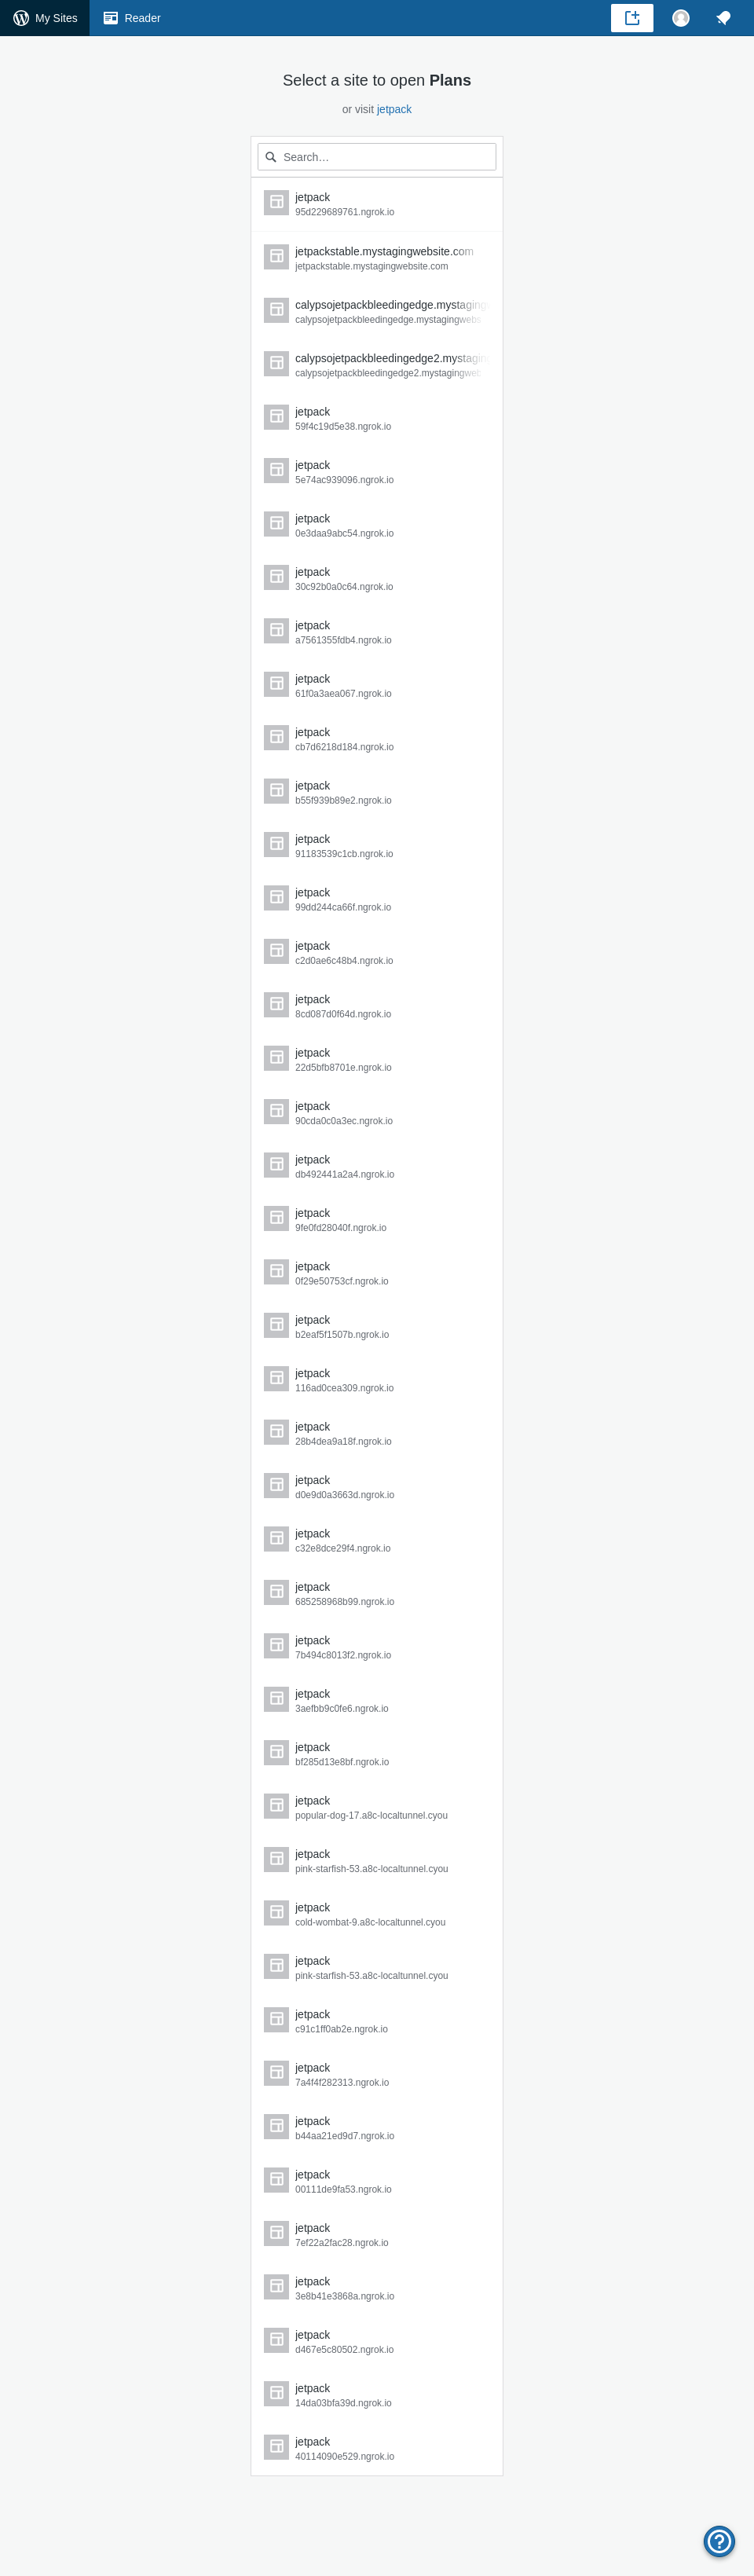 My Sites
Reader
Select a site to open Plans
or visit jetpack
Search…
jetpack
95d229689761.ngrok.io
jetpackstable.mystagingwebsite.com
jetpackstable.mystagingwebsite.com
calypsojetpackbleedingedge.mystaging
calypsojetpackbleedingedge.mystagingwebs
calypsojetpackbleedingedge2.mystagin
calypsojetpackbleedingedge2.mystagingweb
jetpack
59f4c19d5e38.ngrok.io
jetpack
5e74ac939096.ngrok.io
jetpack
0e3daa9abc54.ngrok.io
jetpack
30c92b0a0c64.ngrok.io
jetpack
a7561355fdb4.ngrok.io
jetpack
61f0a3aea067.ngrok.io
jetpack
cb7d6218d184.ngrok.io
jetpack
b55f939b89e2.ngrok.io
jetpack
91183539c1cb.ngrok.io
jetpack
99dd244ca66f.ngrok.io
jetpack
c2d0ae6c48b4.ngrok.io
jetpack
8cd087d0f64d.ngrok.io
jetpack
22d5bfb8701e.ngrok.io
jetpack
90cda0c0a3ec.ngrok.io
jetpack
db492441a2a4.ngrok.io
jetpack
9fe0fd28040f.ngrok.io
jetpack
0f29e50753cf.ngrok.io
jetpack
b2eaf5f1507b.ngrok.io
jetpack
116ad0cea309.ngrok.io
jetpack
28b4dea9a18f.ngrok.io
jetpack
d0e9d0a3663d.ngrok.io
jetpack
c32e8dce29f4.ngrok.io
jetpack
685258968b99.ngrok.io
jetpack
7b494c8013f2.ngrok.io
jetpack
3aefbb9c0fe6.ngrok.io
jetpack
bf285d13e8bf.ngrok.io
jetpack
popular-dog-17.a8c-localtunnel.cyou
jetpack
pink-starfish-53.a8c-localtunnel.cyou
jetpack
cold-wombat-9.a8c-localtunnel.cyou
jetpack
pink-starfish-53.a8c-localtunnel.cyou
jetpack
c91c1ff0ab2e.ngrok.io
jetpack
7a4f4f282313.ngrok.io
jetpack
b44aa21ed9d7.ngrok.io
jetpack
00111de9fa53.ngrok.io
jetpack
7ef22a2fac28.ngrok.io
jetpack
3e8b41e3868a.ngrok.io
jetpack
d467e5c80502.ngrok.io
jetpack
14da03bfa39d.ngrok.io
jetpack
40114090e529.ngrok.io